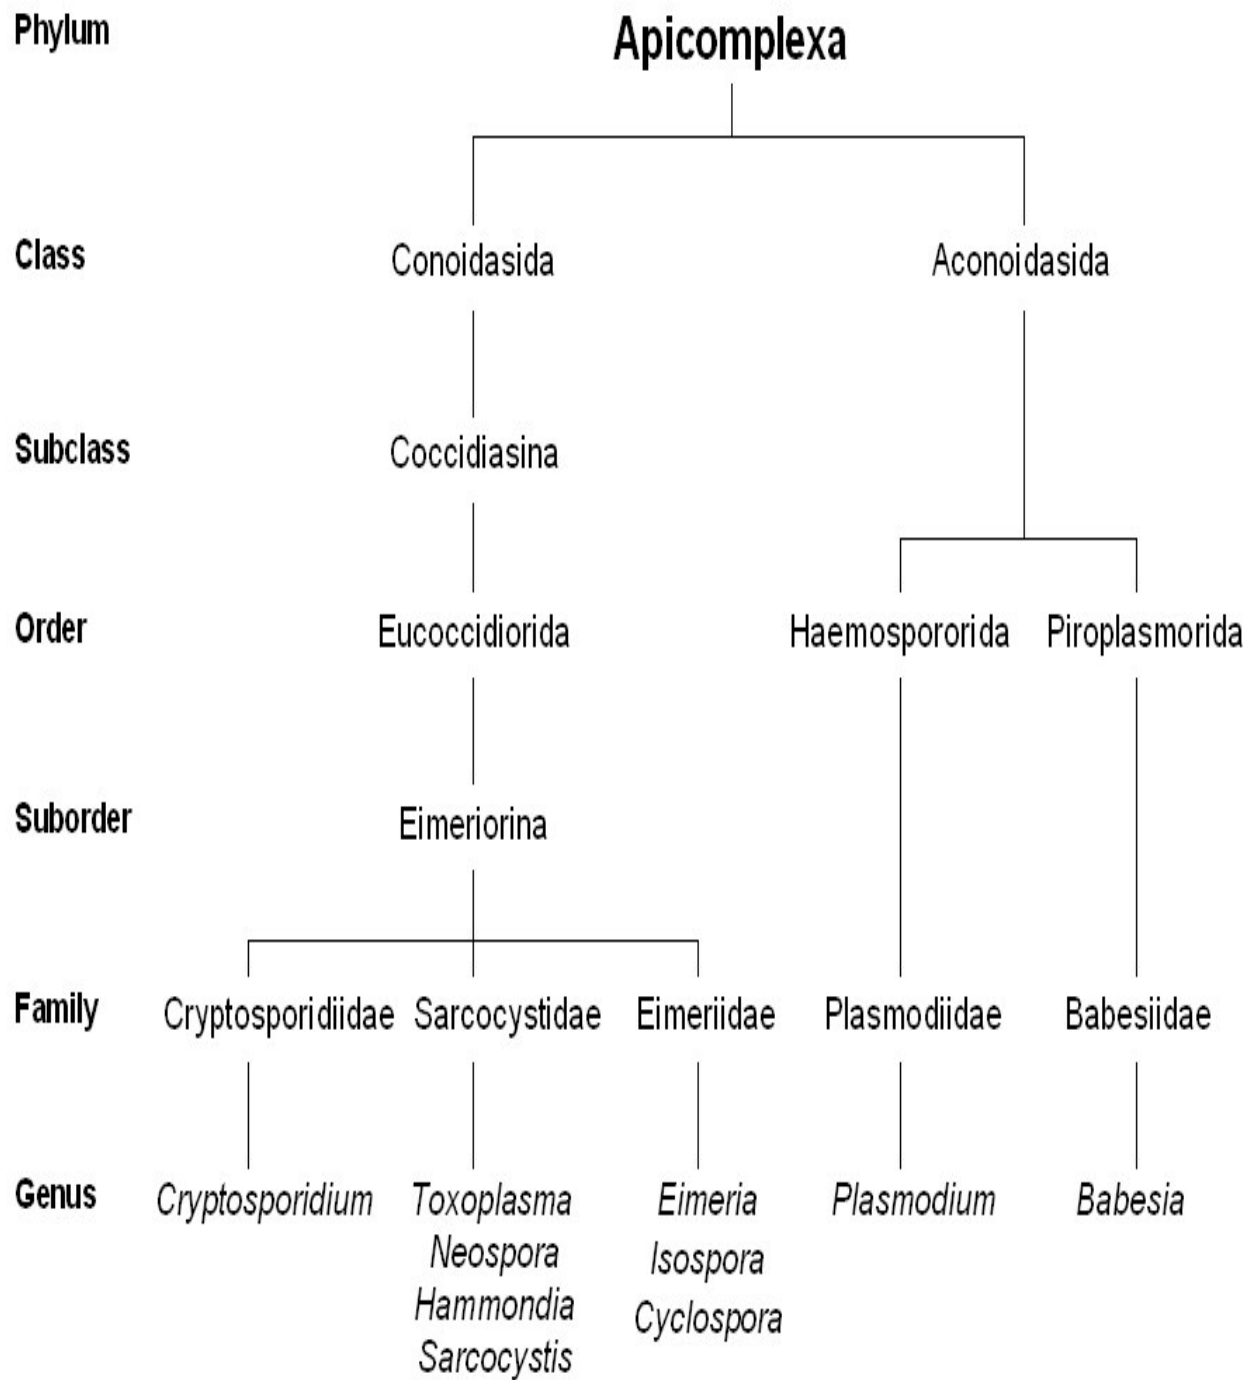 Phylum Apicomplexa
Class Conoidasida Aconoidasida
Subclass Coccidiasina
Order Eucoccidiorida Haemospororida Piroplasmorida
Suborder Eimeriorina
Family Cryptosporidiidae Sarcocystidae Eimeriidae Plasmodiidae Babesiidae
Genus Cryptosporidium Toxoplasma Eimeria Plasmodium Babesia
Neospora Isospora
Hammondia Cyclospora
Sarcocystis